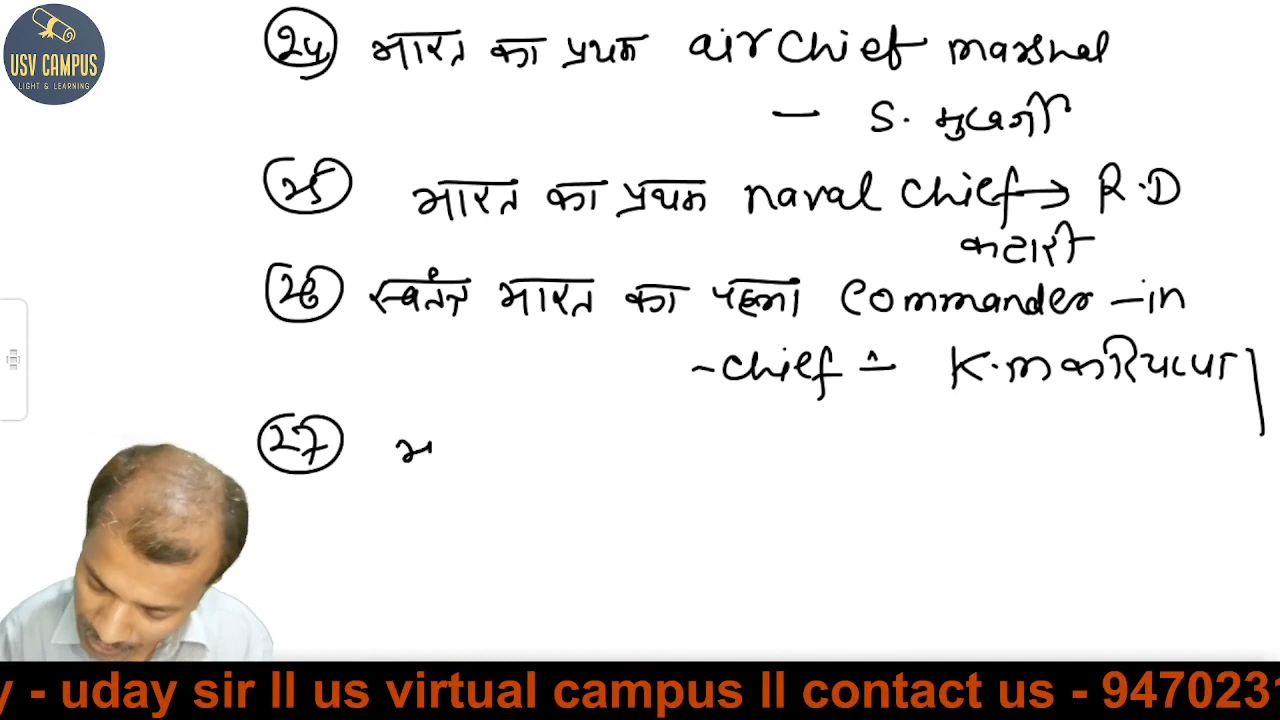 USV CAMPUS
LIGHT & LEARNING
24 भारत का प्रथम air chief marshal
— S. मुखर्जी
25 भारत का प्रथम naval chief → R.D
कटारी
26 स्वतंत्र भारत का पहला Commander -in
-chief - K.m करियप्पा
27 भ
y - uday sir ll us virtual campus ll contact us - 9470231